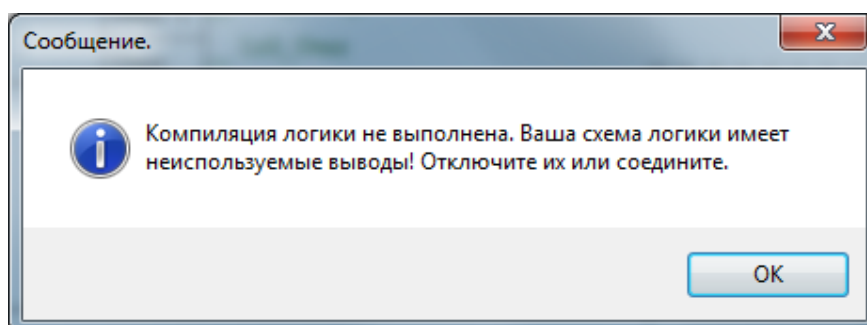 Сообщение.
Компиляция логики не выполнена. Ваша схема логики имеет
неиспользуемые выводы! Отключите их или соедините.
OK